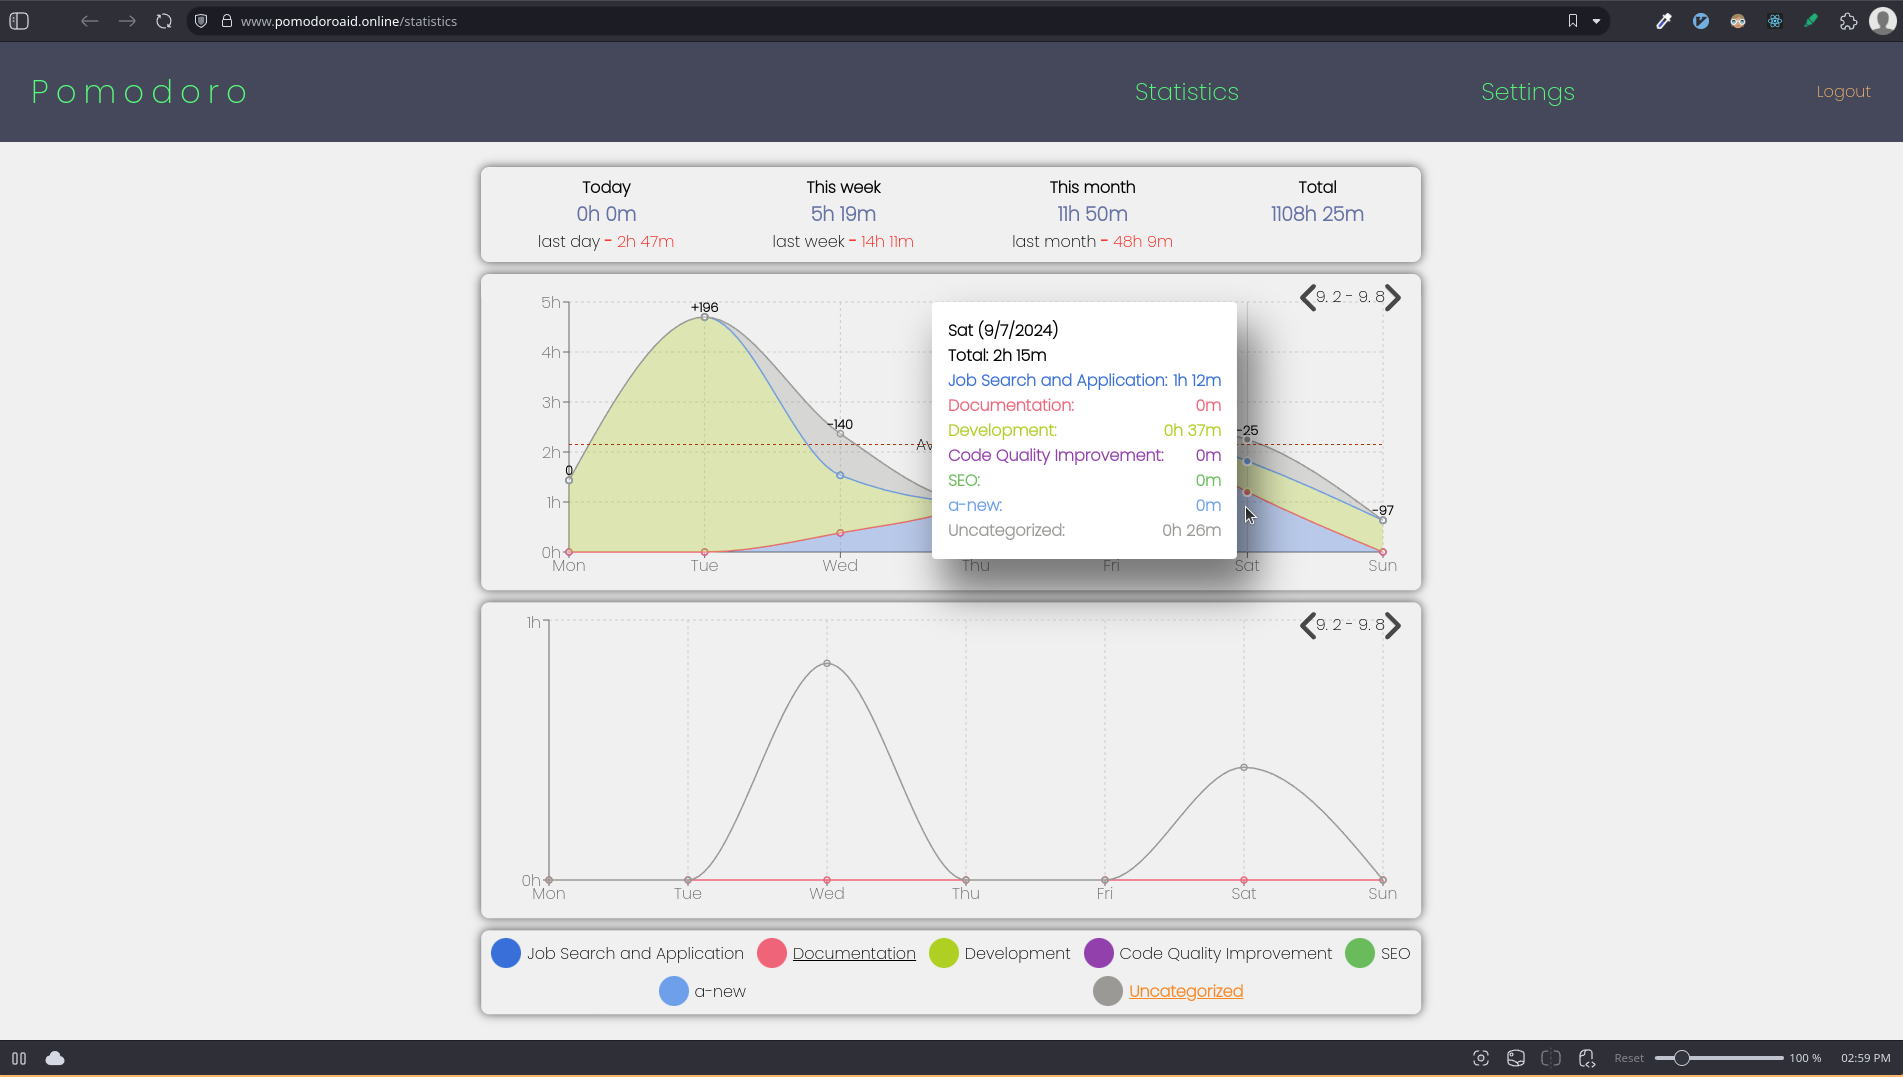 www.pomodoroaid.online/statistics
Pomodoro
Statistics
Settings
Logout
Today
0h 0m
last day - 2h 47m
This week
5h 19m
last week - 14h 11m
This month
11h 50m
last month - 48h 9m
Total
1108h 25m
9. 2 - 9. 8
5h
4h
3h
2h
1h
0h
0
+196
-140
Av
-25
-97
Sat (9/7/2024)
Total: 2h 15m
Job Search and Application: 1h 12m
Documentation: 0m
Development: 0h 37m
Code Quality Improvement: 0m
SEO: 0m
a-new: 0m
Uncategorized: 0h 26m
Mon Tue Wed Thu Fri Sat Sun
9. 2 - 9. 8
1h
0h
Mon Tue Wed Thu Fri Sat Sun
Job Search and Application Documentation Development Code Quality Improvement SEO
a-new Uncategorized
Reset 100 % 02:59 PM